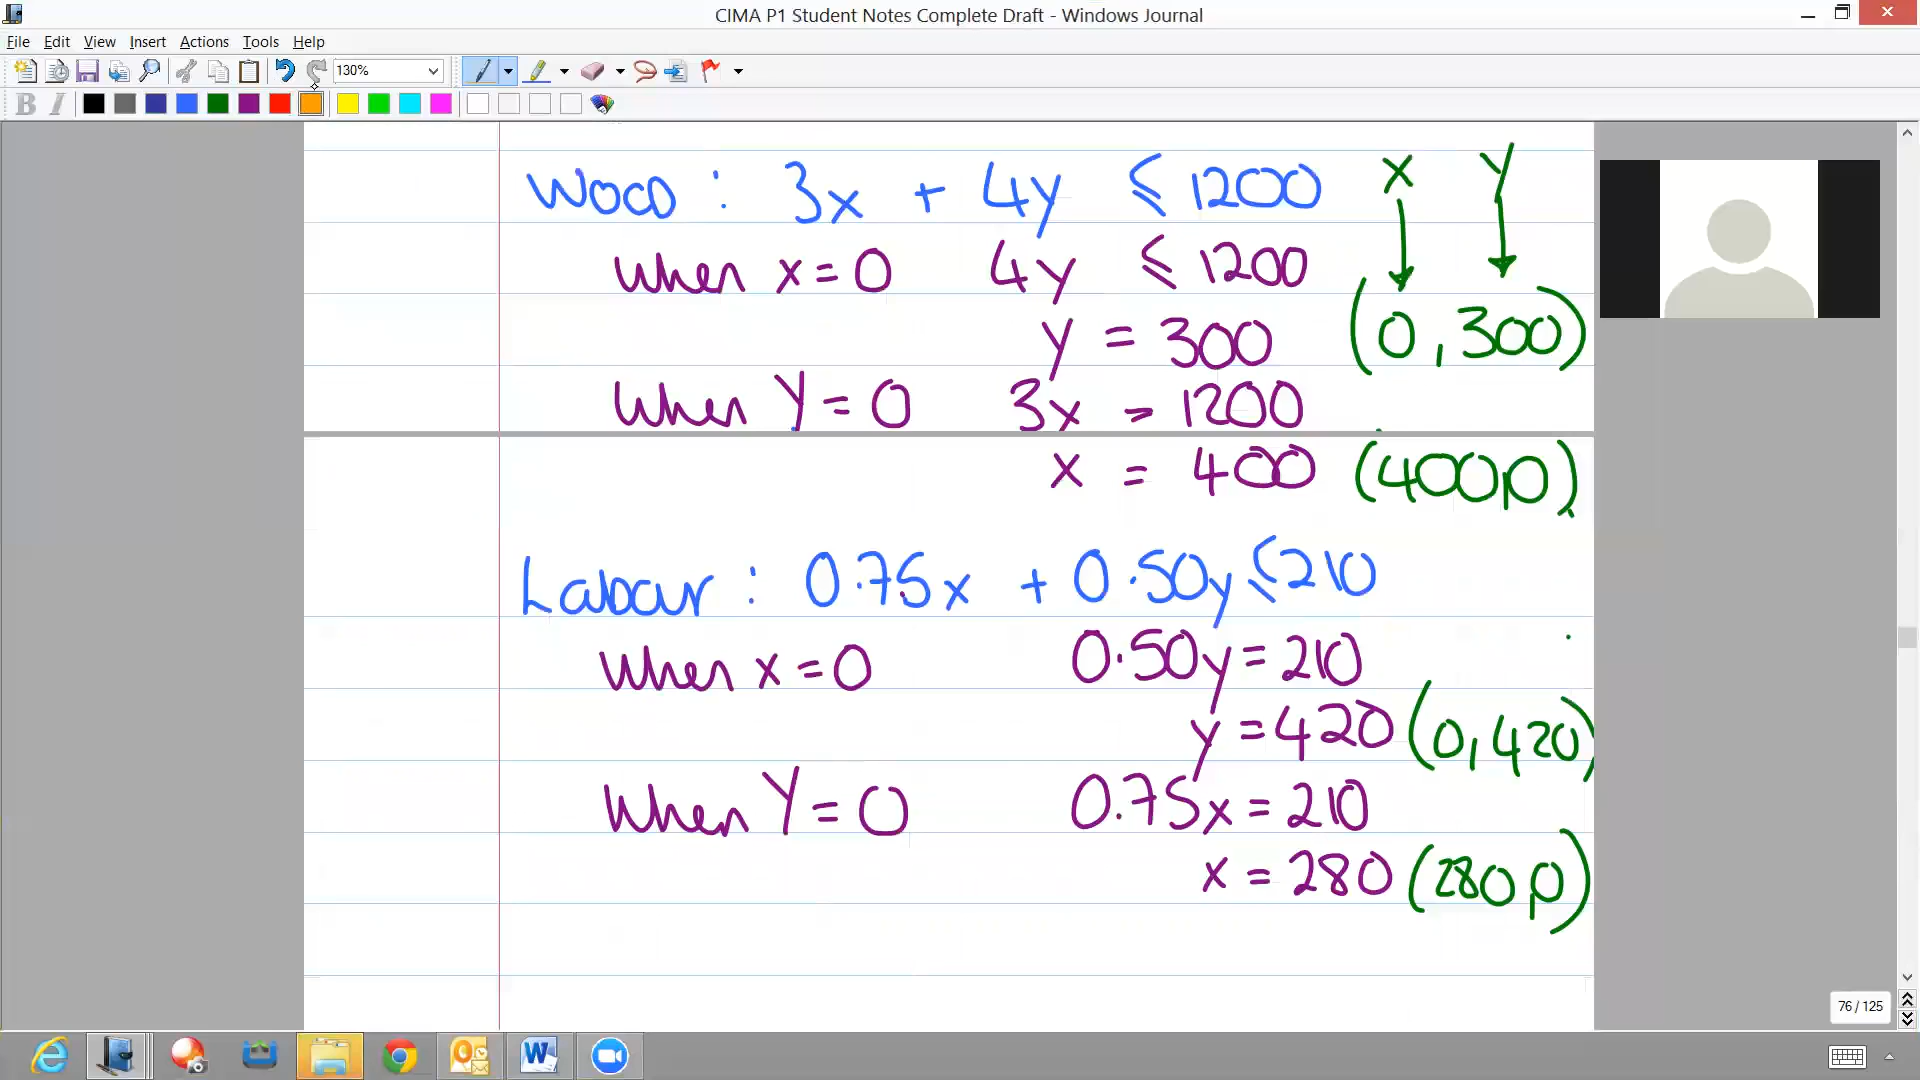 CIMA P1 Student Notes Complete Draft - Windows Journal
File Edit View Insert Actions Tools Help
130%
B I
Wood : 3x + 4y ≤ 1200 x y
When x = 0 4y ≤ 1200
y = 300 (0, 300)
When Y = 0 3x = 1200
x = 400 (400,0)
Labour : 0.75x + 0.50y ≤ 210
When x = 0 0.50y = 210
y = 420 (0, 420)
When Y = 0 0.75x = 210
x = 280 (280,0)
76 / 125